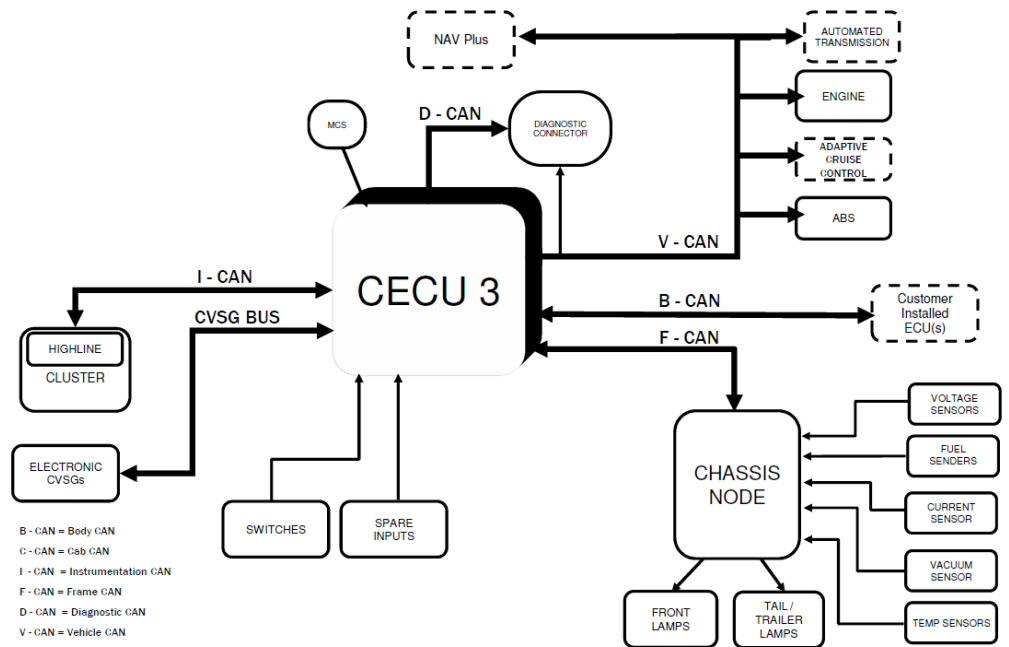 NAV Plus
AUTOMATED
TRANSMISSION
ENGINE
ADAPTIVE
CRUISE
CONTROL
ABS
MCS
D - CAN
DIAGNOSTIC
CONNECTOR
V - CAN
I - CAN
CECU 3
CVSG BUS
B - CAN
Customer
Installed
ECU(s)
F - CAN
HIGHLINE
CLUSTER
ELECTRONIC
CVSGs
SWITCHES
SPARE
INPUTS
CHASSIS
NODE
VOLTAGE
SENSORS
FUEL
SENDERS
CURRENT
SENSOR
VACUUM
SENSOR
TEMP SENSORS
FRONT
LAMPS
TAIL /
TRAILER
LAMPS
B - CAN = Body CAN
C - CAN = Cab CAN
I - CAN = Instrumentation CAN
F - CAN = Frame CAN
D - CAN = Diagnostic CAN
V - CAN = Vehicle CAN